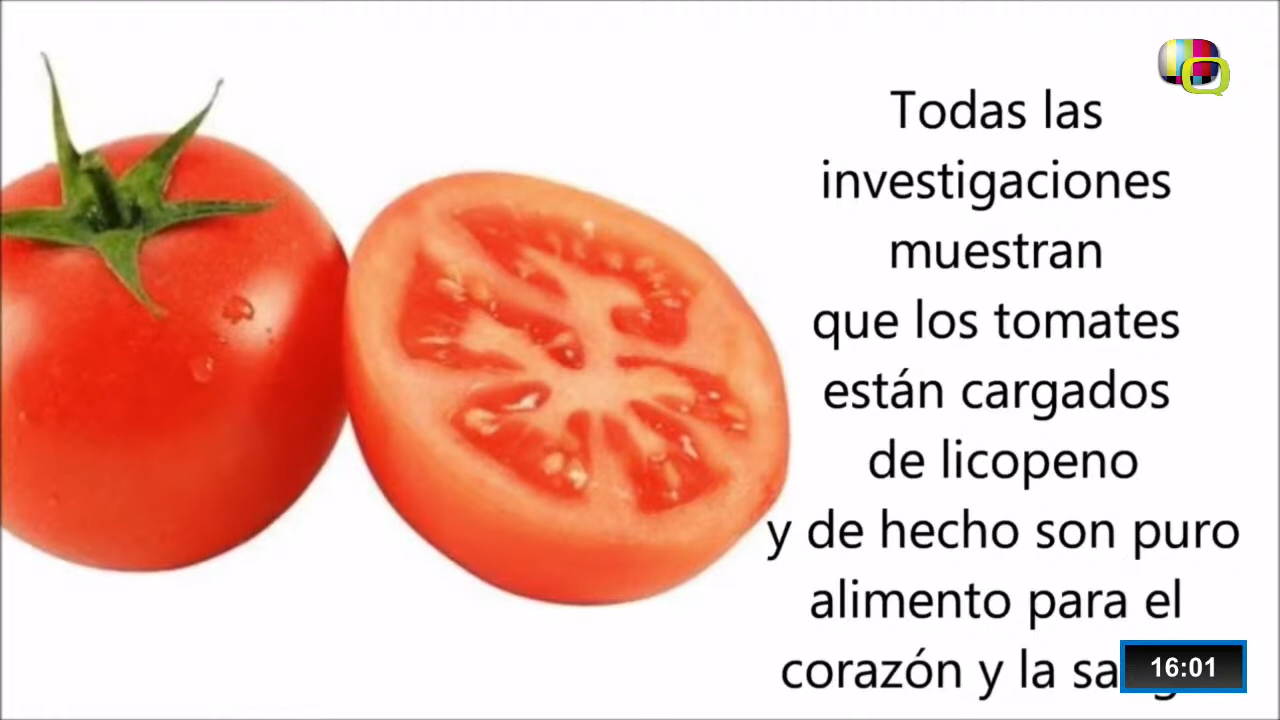 Todas las
investigaciones
muestran
que los tomates
están cargados
de licopeno
y de hecho son puro
alimento para el
corazón y la
16:01